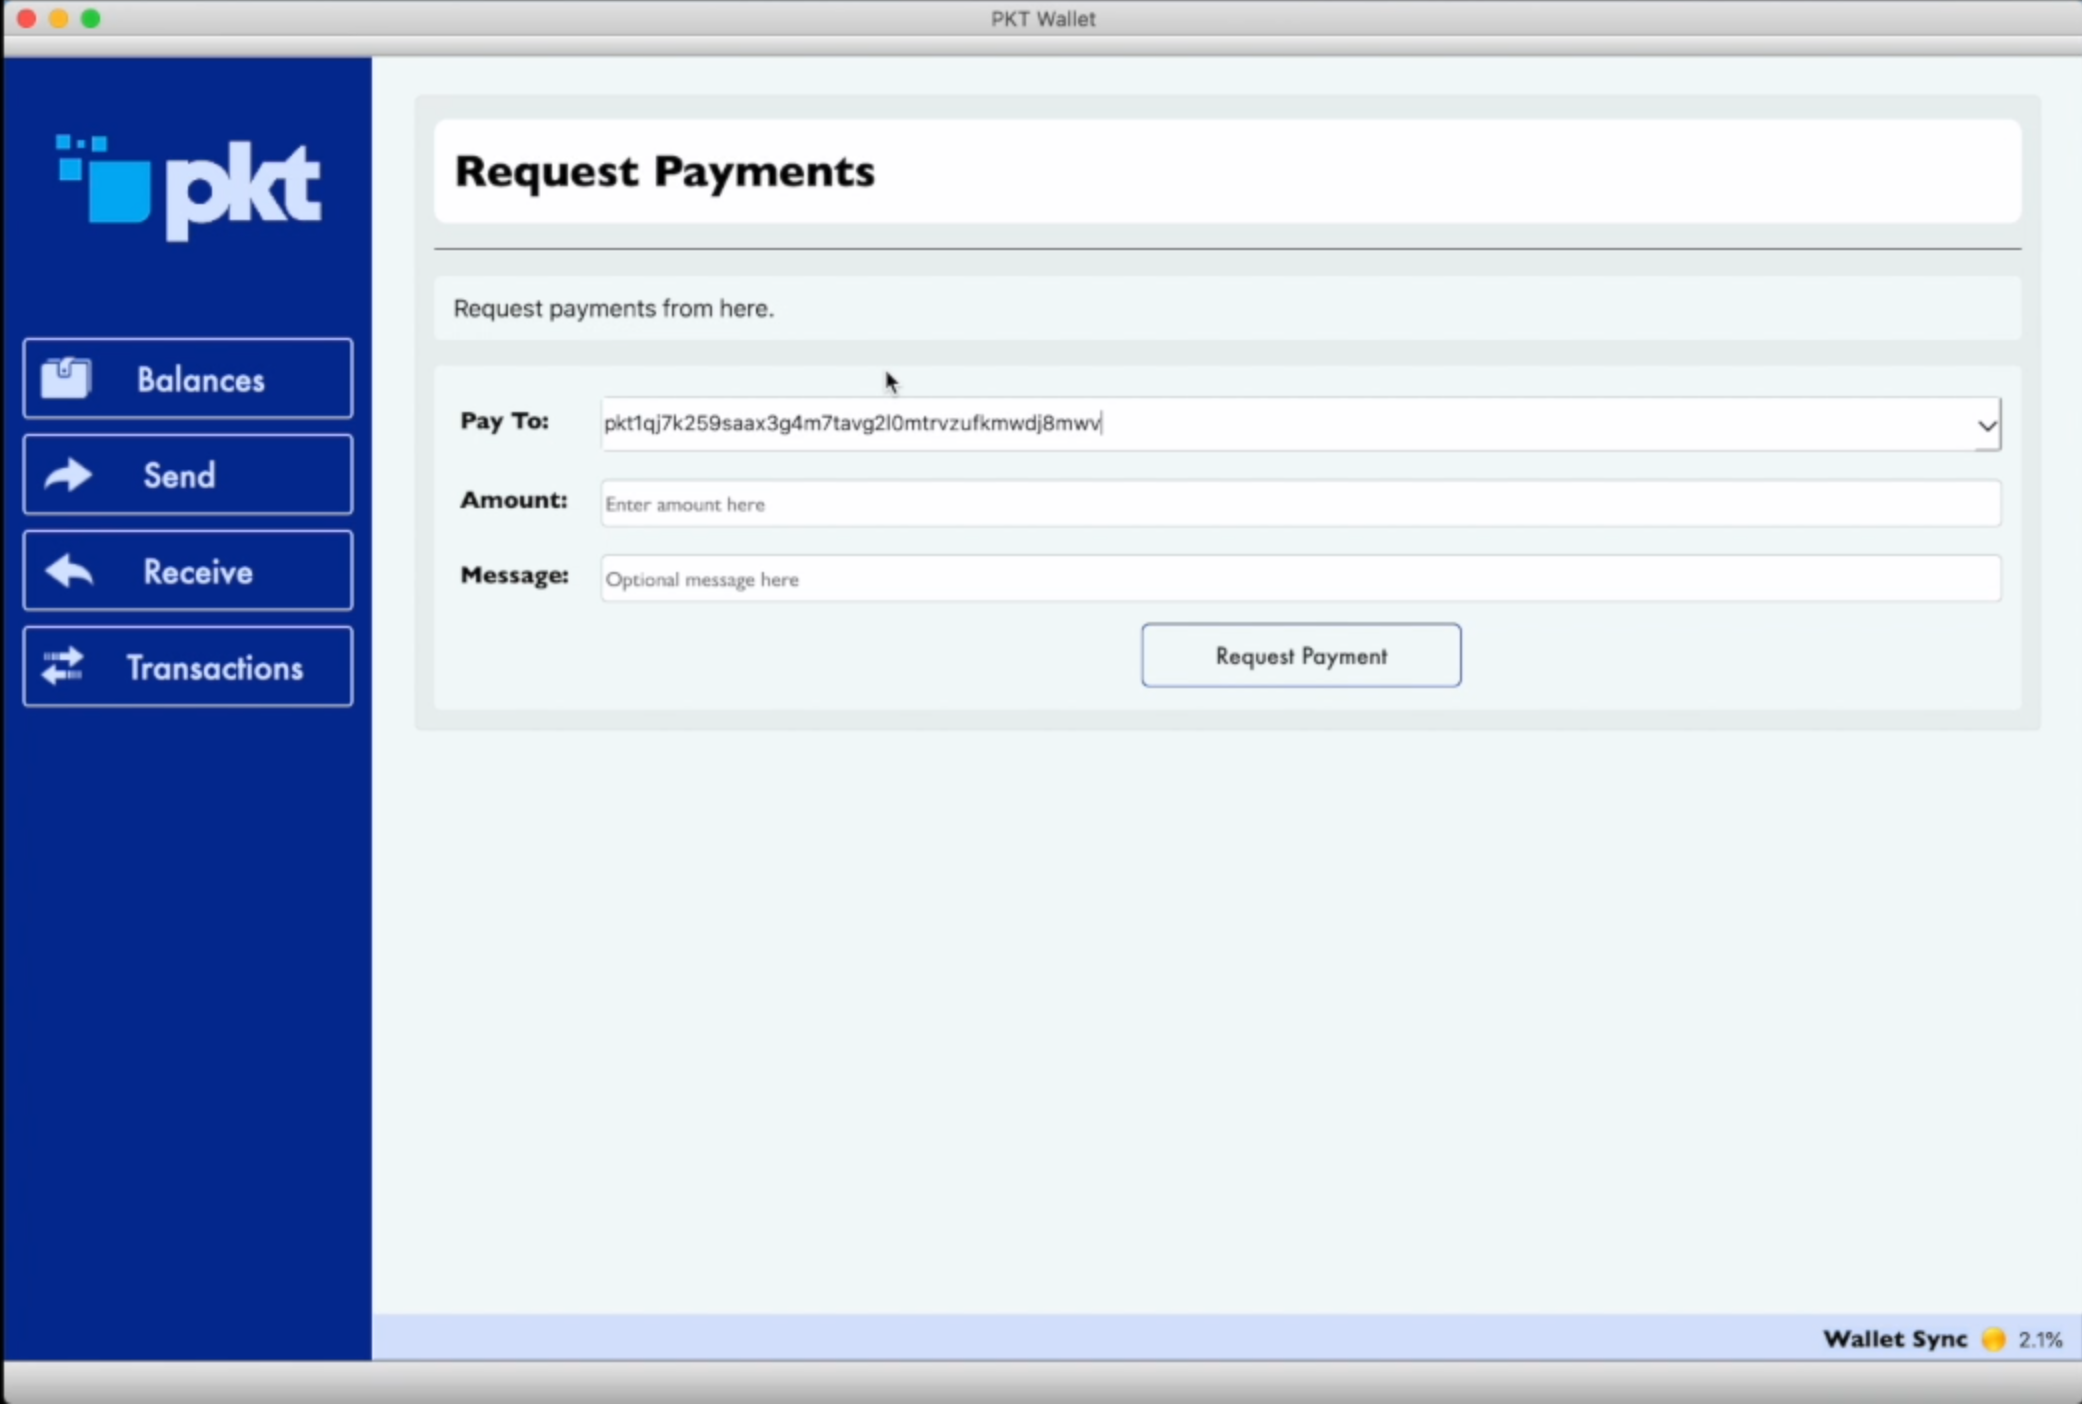 PKT Wallet
pkt
Balances
Send
Receive
Transactions
Request Payments
Request payments from here.
Pay To: pkt1qj7k259saax3g4m7tavg2l0mtrvzufkmwdj8mwv
Amount: Enter amount here
Message: Optional message here
Request Payment
Wallet Sync 2.1%